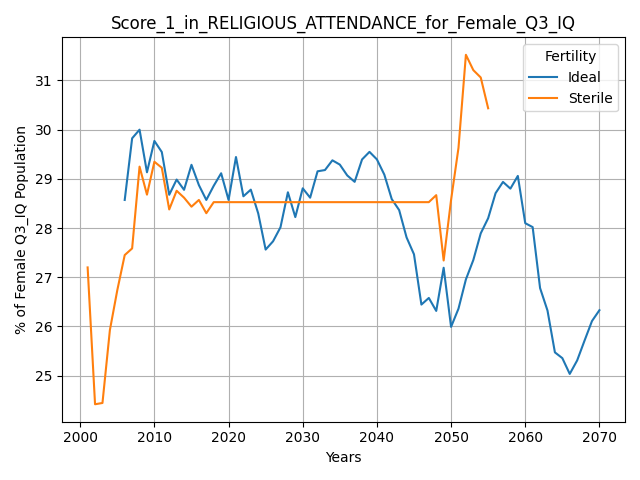 Score_1_in_RELIGIOUS_ATTENDANCE_for_Female_Q3_IQ
Fertility
Ideal
Sterile
% of Female Q3_IQ Population
31
30
29
28
27
26
25
2000 2010 2020 2030 2040 2050 2060 2070
Years